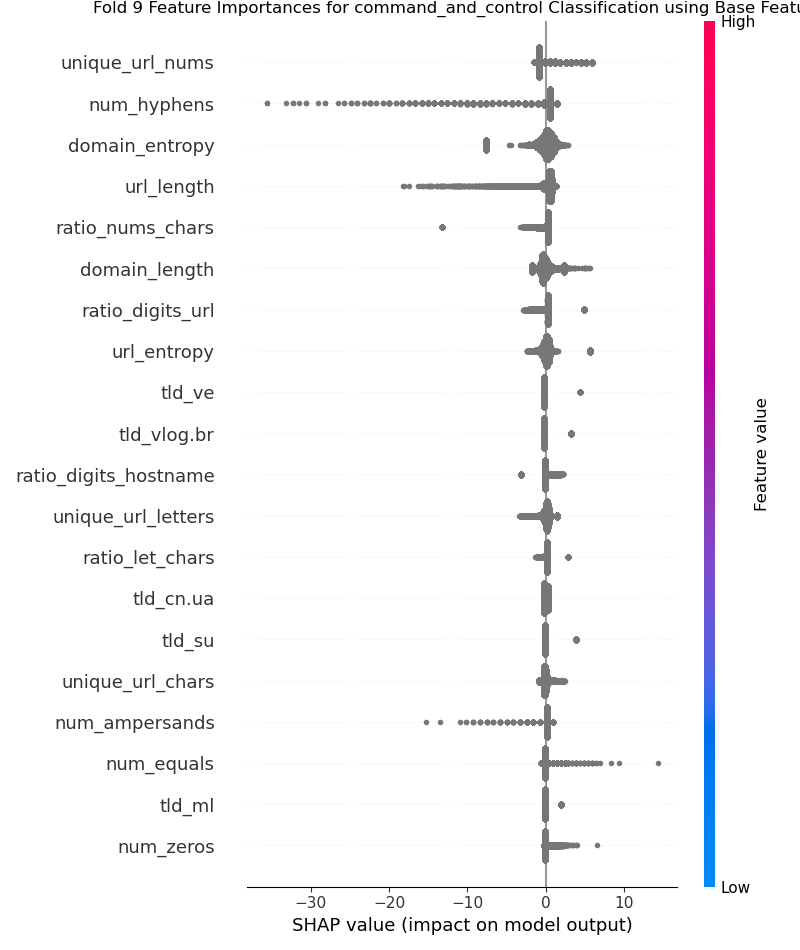 Fold 9 Feature Importances for command_and_control Classification using Base Featu
High
unique_url_nums
num_hyphens
domain_entropy
url_length
ratio_nums_chars
domain_length
ratio_digits_url
url_entropy
tld_ve
tld_vlog.br
ratio_digits_hostname
unique_url_letters
ratio_let_chars
tld_cn.ua
tld_su
unique_url_chars
num_ampersands
num_equals
tld_ml
num_zeros
Feature value
Low
−30 −20 −10 0 10
SHAP value (impact on model output)